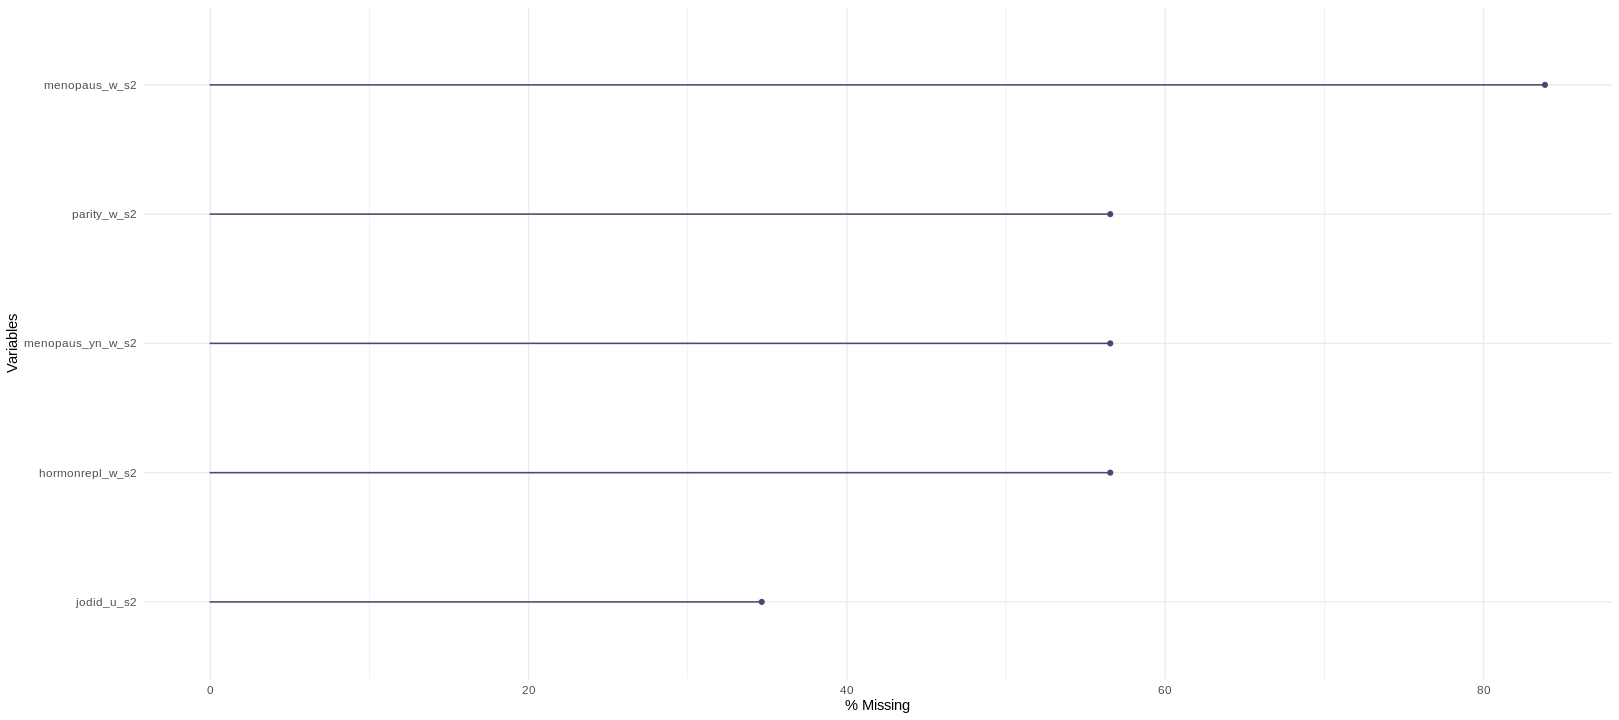 menopaus_w_s2
parity_w_s2
menopaus_yn_w_s2
hormonrepl_w_s2
jodid_u_s2
Variables
0 20 40 60 80
% Missing